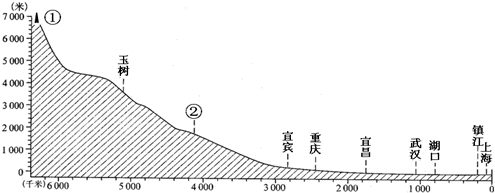 (米)
7 000
6 000
5 000
4 000
3 000
2 000
1 000
0
①
玉树
②
宜宾
重庆
宜昌
武汉
湖口
镇江
上海
(千米)
6 000
5 000
4 000
3 000
2 000
1 000
0